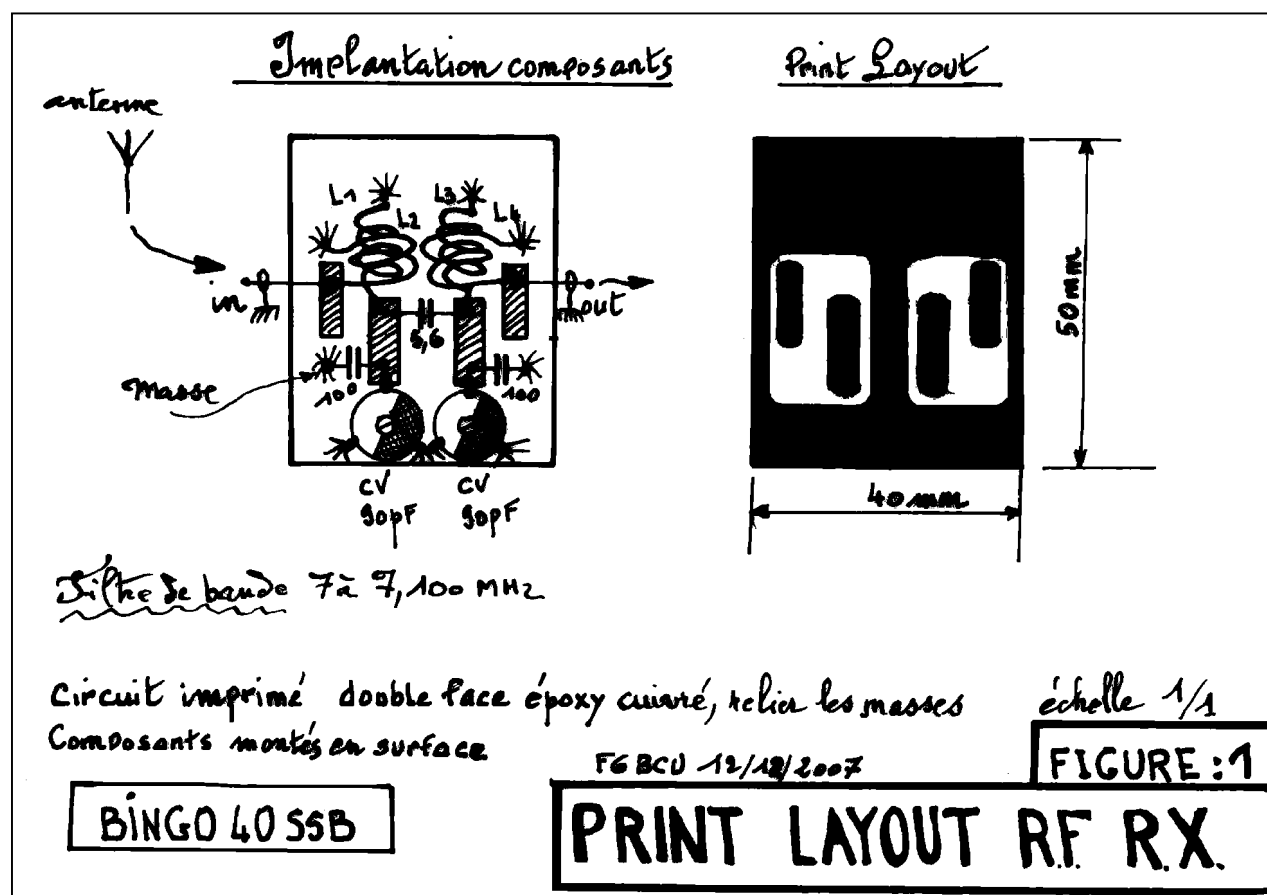 Implantation composants
Print Layout
antenne
L1
L3
L2
L4
in
out
5,6
masse
100
100
CV
90pF
CV
90pF
50mm
40mm
Filtre de bande 7 à 7,100 MHz
Circuit imprimé double face époxy cuivré, relier les masses
échelle 1/1
Composants montés en surface
F6BCU 12/12/2007
FIGURE:1
BiNGO 40 SSB
PRINT LAYOUT R.F. R.X.